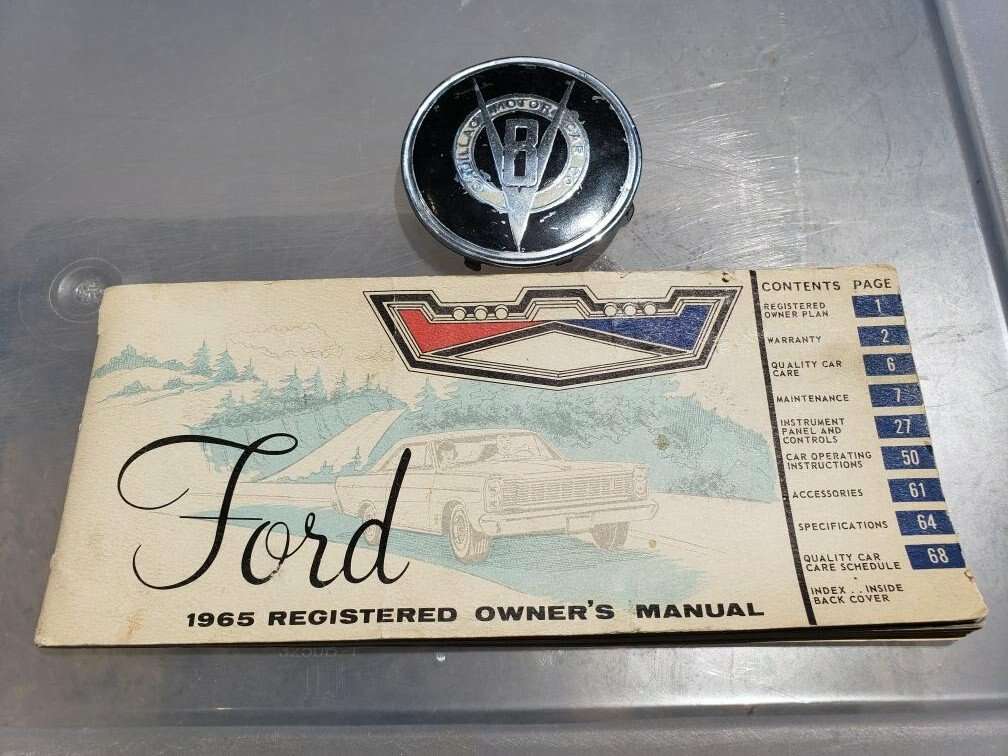 CADILLAC MOTOR CAR CO
V8
CONTENTS PAGE
REGISTERED
OWNER PLAN 1
WARRANTY 2
QUALITY CAR
CARE 6
MAINTENANCE 7
INSTRUMENT
PANEL AND
CONTROLS 27
CAR OPERATING
INSTRUCTIONS 50
ACCESSORIES 61
SPECIFICATIONS 64
QUALITY CAR
CARE SCHEDULE 68
INDEX . . INSIDE
BACK COVER
Ford
1965 REGISTERED OWNER'S MANUAL